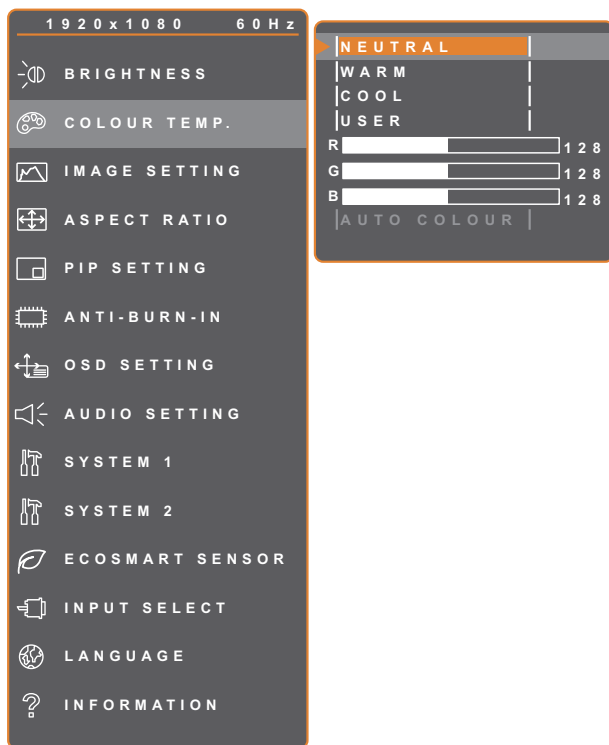 1920x1080 60Hz
BRIGHTNESS
COLOUR TEMP.
IMAGE SETTING
ASPECT RATIO
PIP SETTING
ANTI-BURN-IN
OSD SETTING
AUDIO SETTING
SYSTEM 1
SYSTEM 2
ECOSMART SENSOR
INPUT SELECT
LANGUAGE
INFORMATION
NEUTRAL
WARM
COOL
USER
R 128
G 128
B 128
AUTO COLOUR